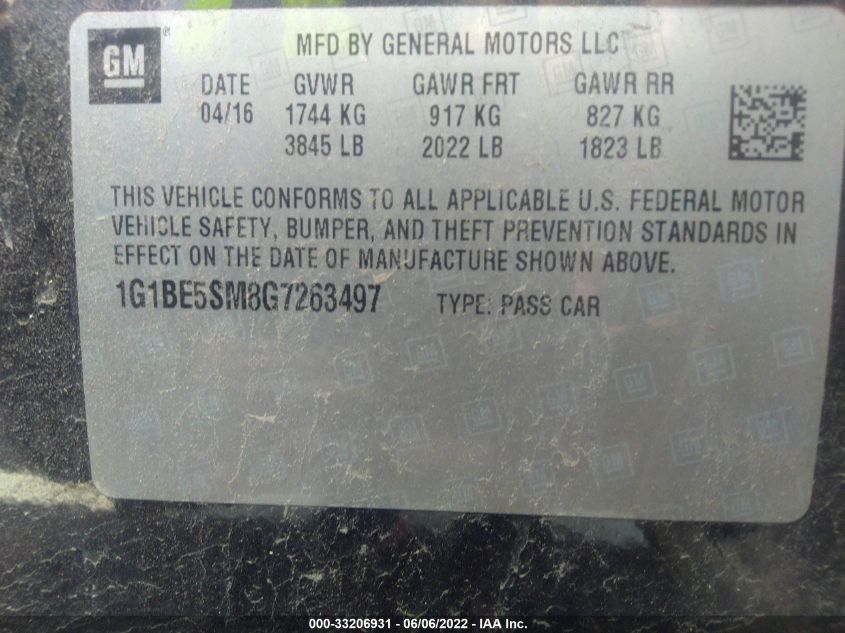 GM
MFD BY GENERAL MOTORS LLC
DATE GVWR GAWR FRT GAWR RR
04/16 1744 KG 917 KG 827 KG
3845 LB 2022 LB 1823 LB
THIS VEHICLE CONFORMS TO ALL APPLICABLE U.S. FEDERAL MOTOR
VEHICLE SAFETY, BUMPER, AND THEFT PREVENTION STANDARDS IN
EFFECT ON THE DATE OF MANUFACTURE SHOWN ABOVE.
1G1BE5SM8G7263497 TYPE: PASS CAR
000-33206931 - 06/06/2022 - IAA Inc.